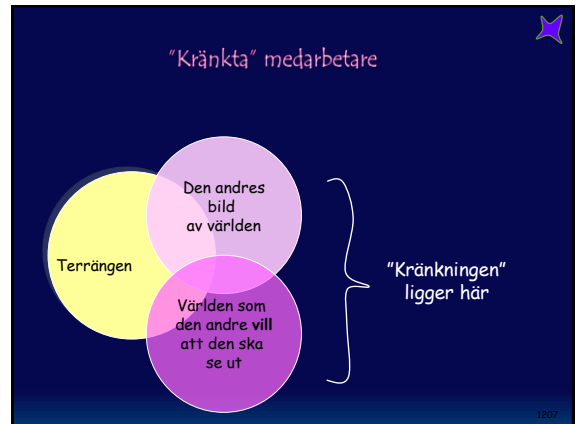 "Kränkta" medarbetare
Den andres
bild
av världen
Terrängen
"Kränkningen"
ligger här
Världen som
den andre vill
att den ska
se ut
1207